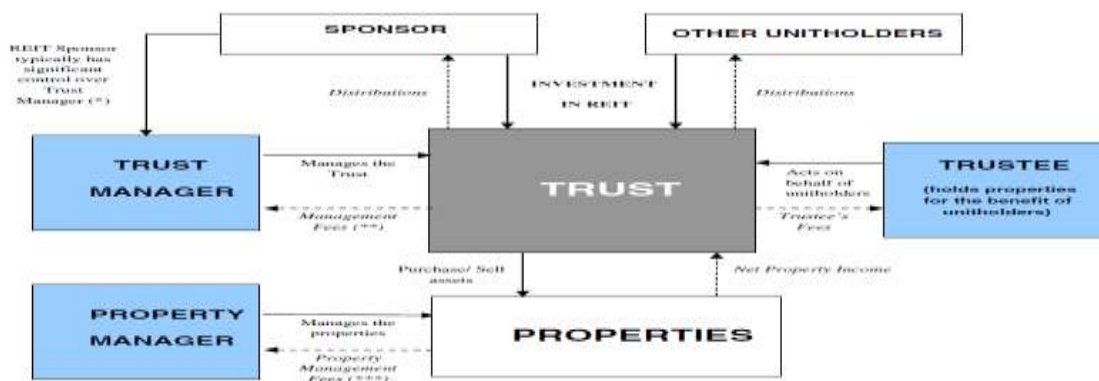 SPONSOR
OTHER UNITHOLDERS
REIT Sponsor
typically has
significant
control over
Trust
Manager (*)
Distributions
INVESTMENT
IN REIT
Distributions
TRUST
MANAGER
Manages the
Trust
Management
Fees (**)
TRUST
Acts on
behalf of
unitholders
Trustee's
Fees
TRUSTEE
(holds properties
for the benefit of
unitholders)
Purchase/ Sell
assets
Net Property Income
PROPERTY
MANAGER
Manages the
properties
Property
Management
Fees (***)
PROPERTIES